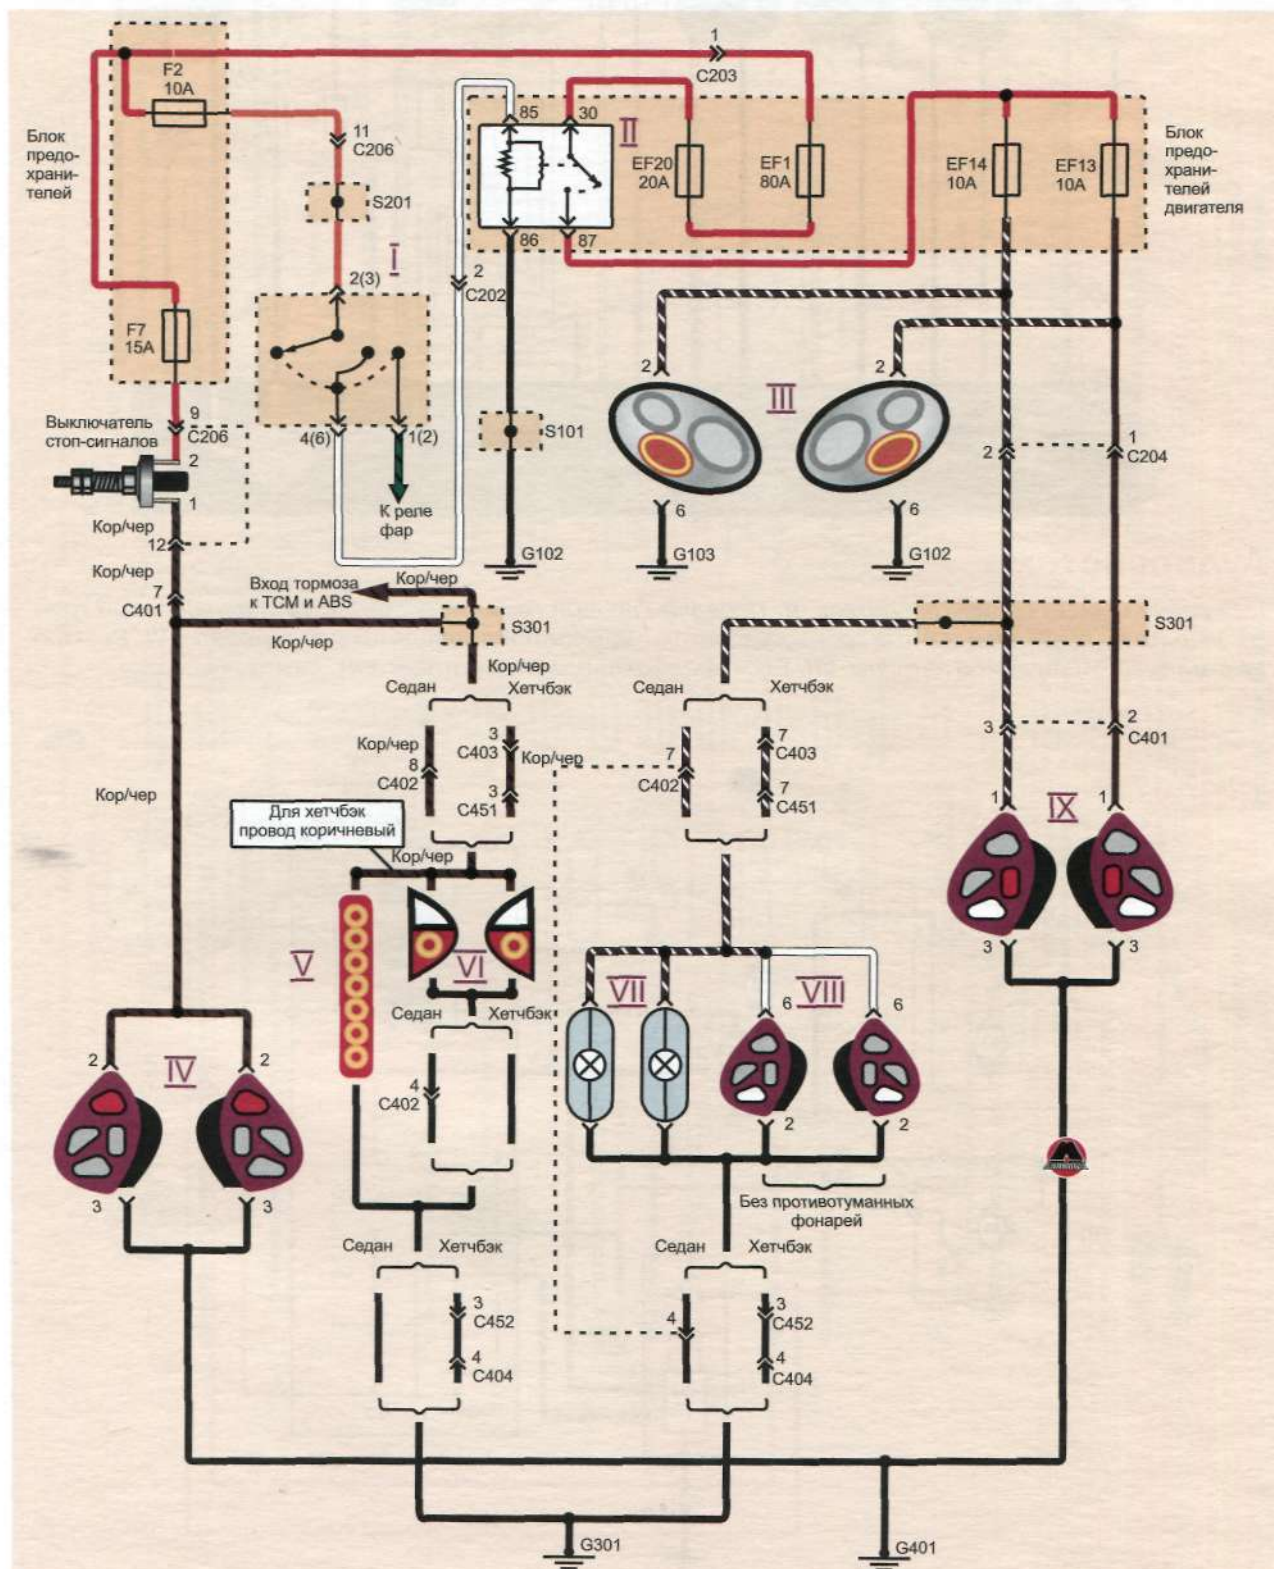 1
C203
F2
10А
Блок
предо-
храни-
телей
11
C206
S201
I
2(3)
85
30
II
EF20
20А
EF1
80А
EF14
10А
EF13
10А
Блок
предо-
храни-
телей
двигателя
86
87
2
C202
F7
15А
2
2
III
Выключатель
стоп-сигналов
9
C206
2
1
4(6)
1(2)
S101
2
1
C204
Кор/чер
12
К реле
фар
6
6
G102
G103
G102
Кор/чер
7
C401
Вход тормоза
к TCM и ABS
Кор/чер
S301
Кор/чер
Кор/чер
S301
Седан
Хетчбэк
Седан
Хетчбэк
Кор/чер
8
C402
3
C403
Кор/чер
3
C451
7
C402
7
C403
7
C451
3
2
C401
Кор/чер
Для хетчбэк
провод коричневый
Кор/чер
1
IX
1
V
VI
VII
VIII
3
3
Седан
Хетчбэк
6
6
2
IV
2
4
C402
2
2
3
3
Без противотуманных
фонарей
Седан
Хетчбэк
Седан
Хетчбэк
3
C452
4
C404
4
3
C452
4
C404
G301
G401